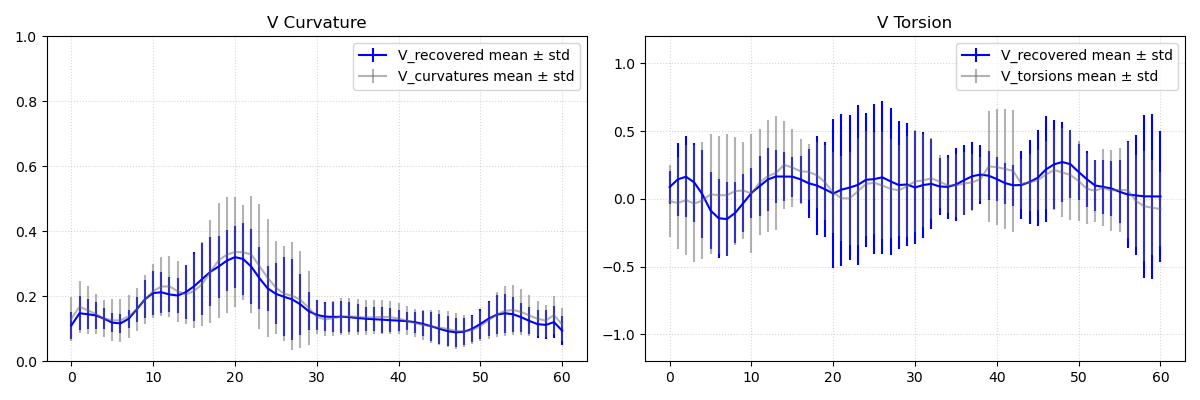 V Curvature
V_recovered mean ± std
V_curvatures mean ± std
1.0
0.8
0.6
0.4
0.2
0.0
0 10 20 30 40 50 60
V Torsion
V_recovered mean ± std
V_torsions mean ± std
1.0
0.5
0.0
−0.5
−1.0
0 10 20 30 40 50 60